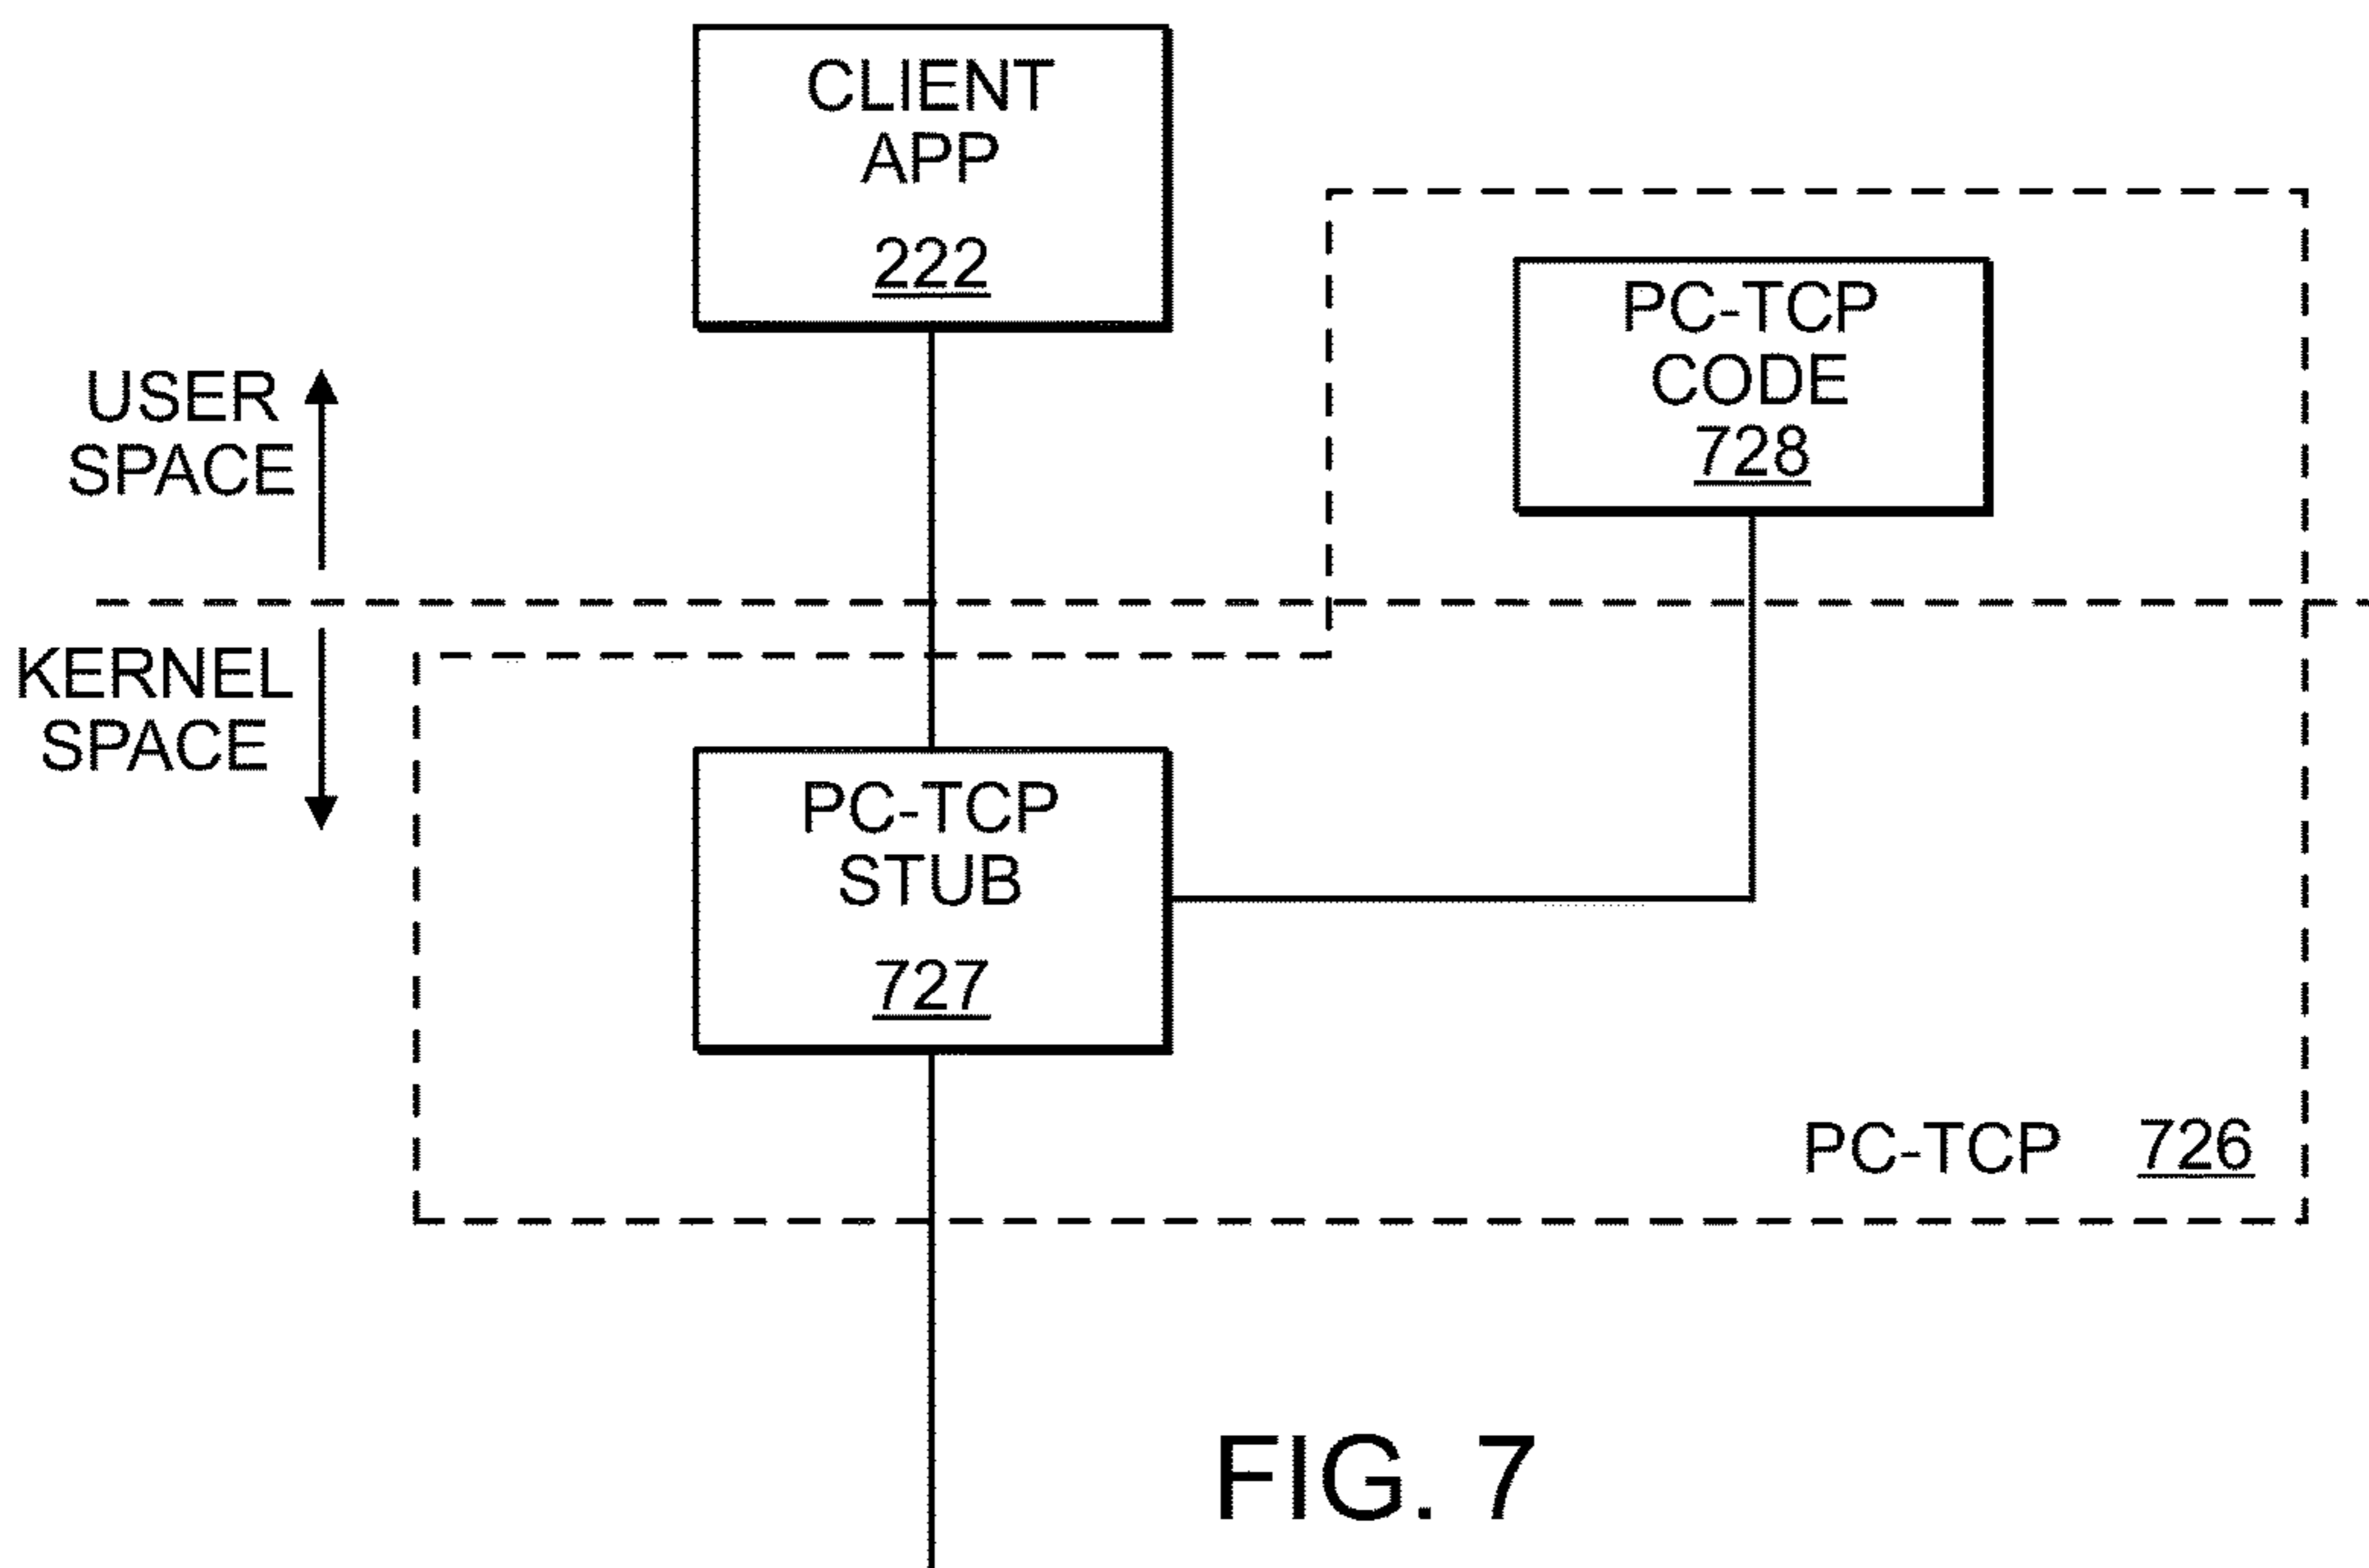 CLIENT
APP
222
PC-TCP
CODE
728
USER
SPACE
KERNEL
SPACE
PC-TCP
STUB
727
PC-TCP 726
FIG. 7